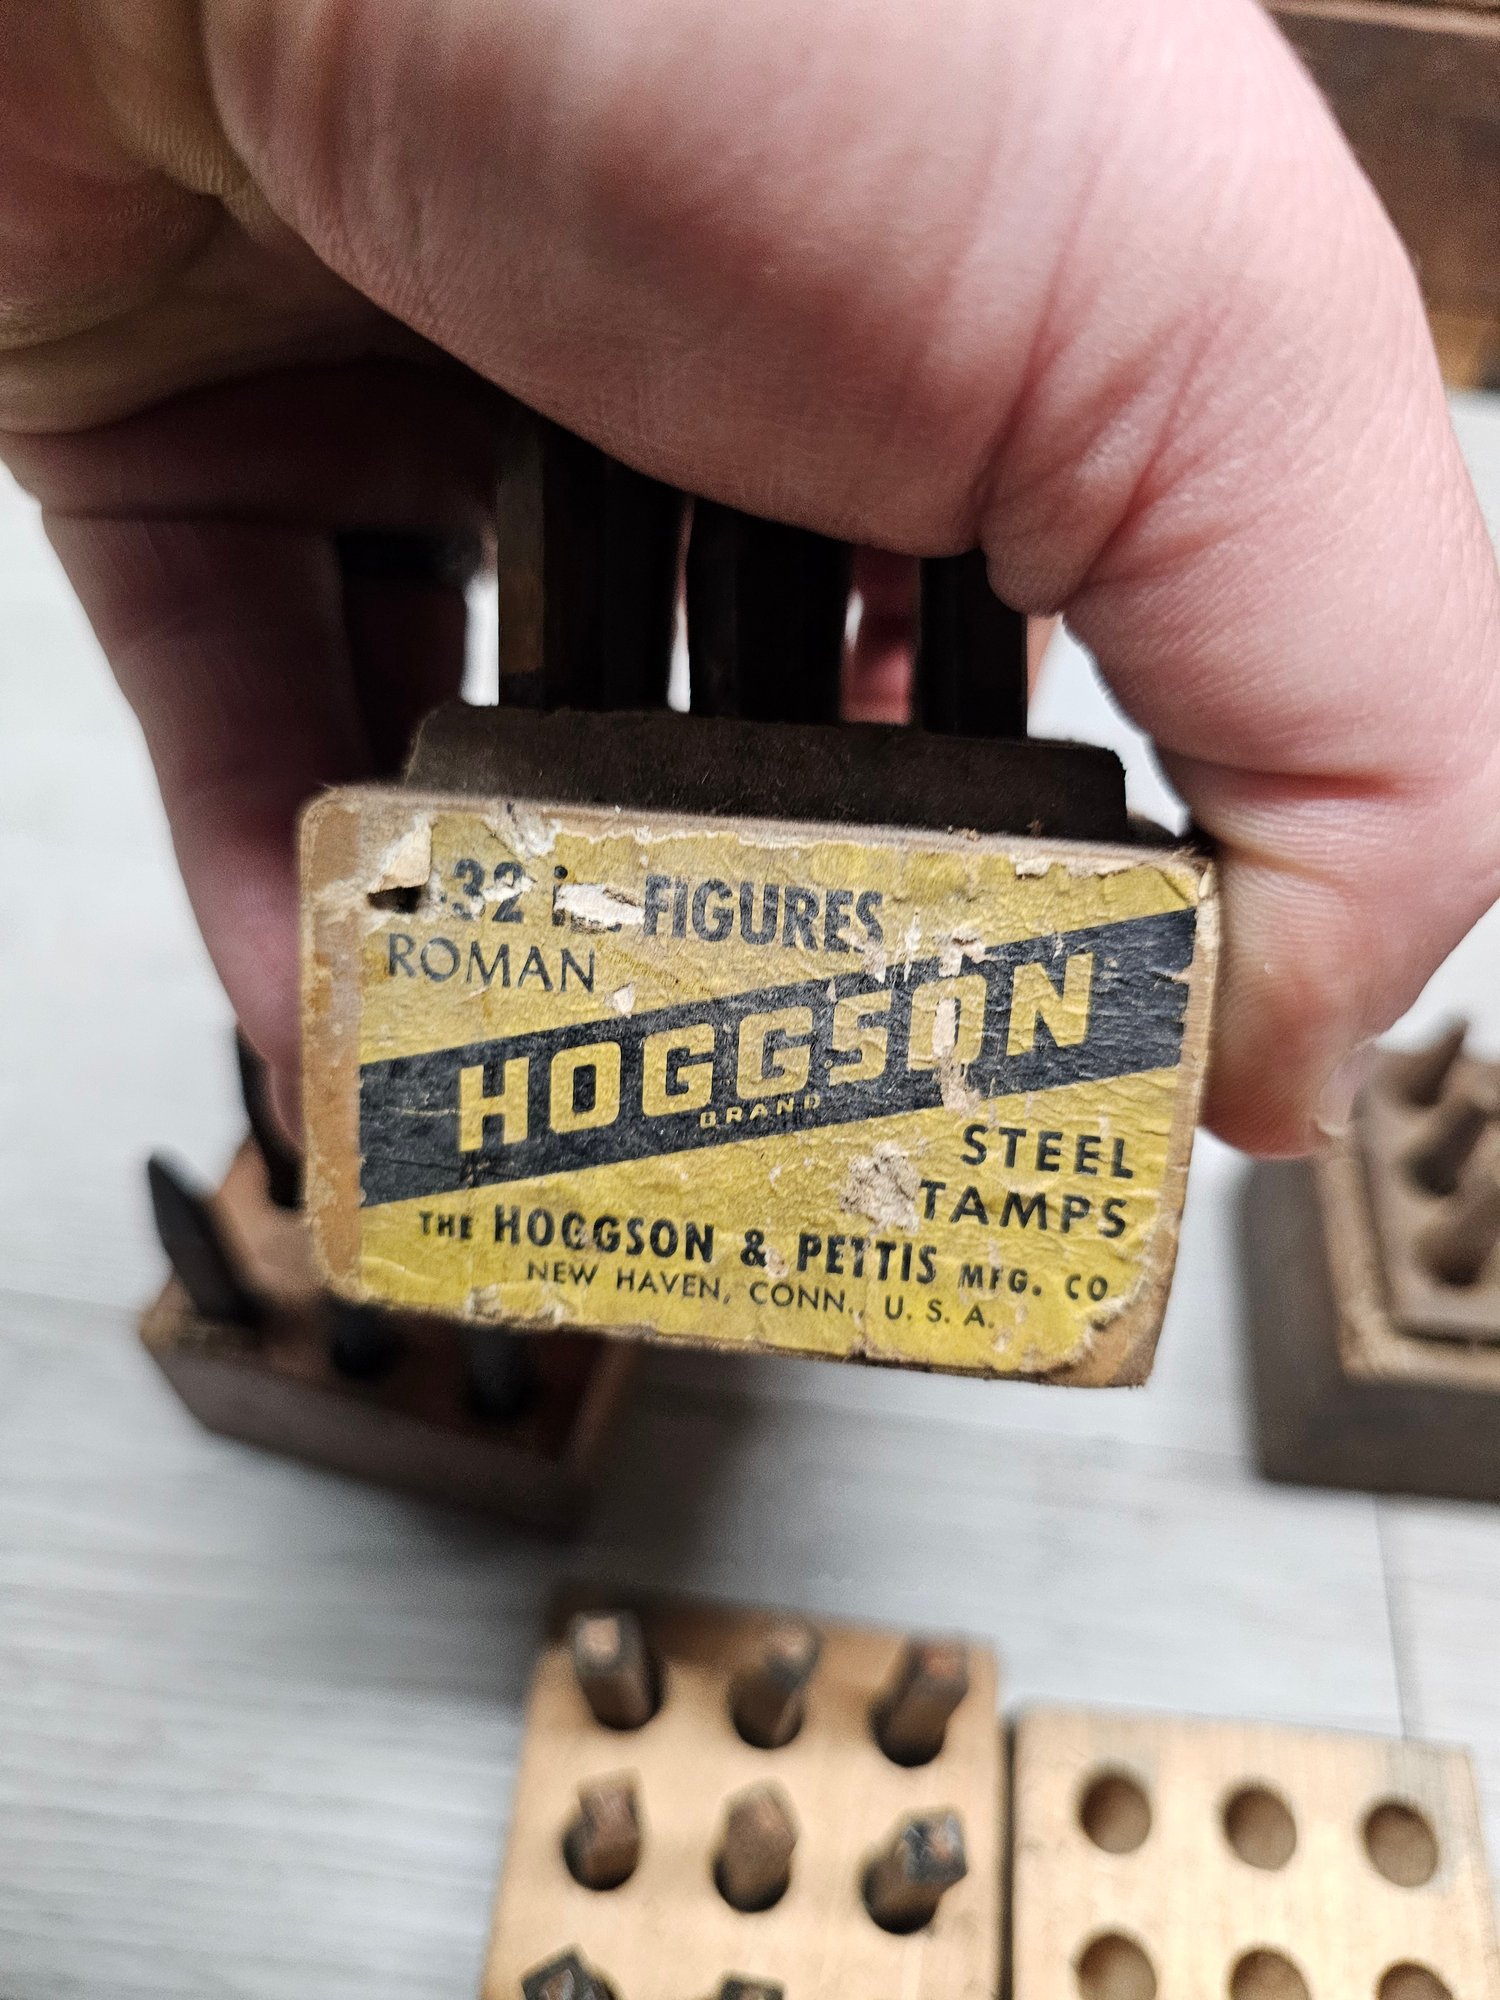 32 FIGURES
ROMAN
HOGGSON
BRAND
STEEL
TAMPS
THE HOGGSON & PETTIS MFG. CO.
NEW HAVEN, CONN., U. S. A.